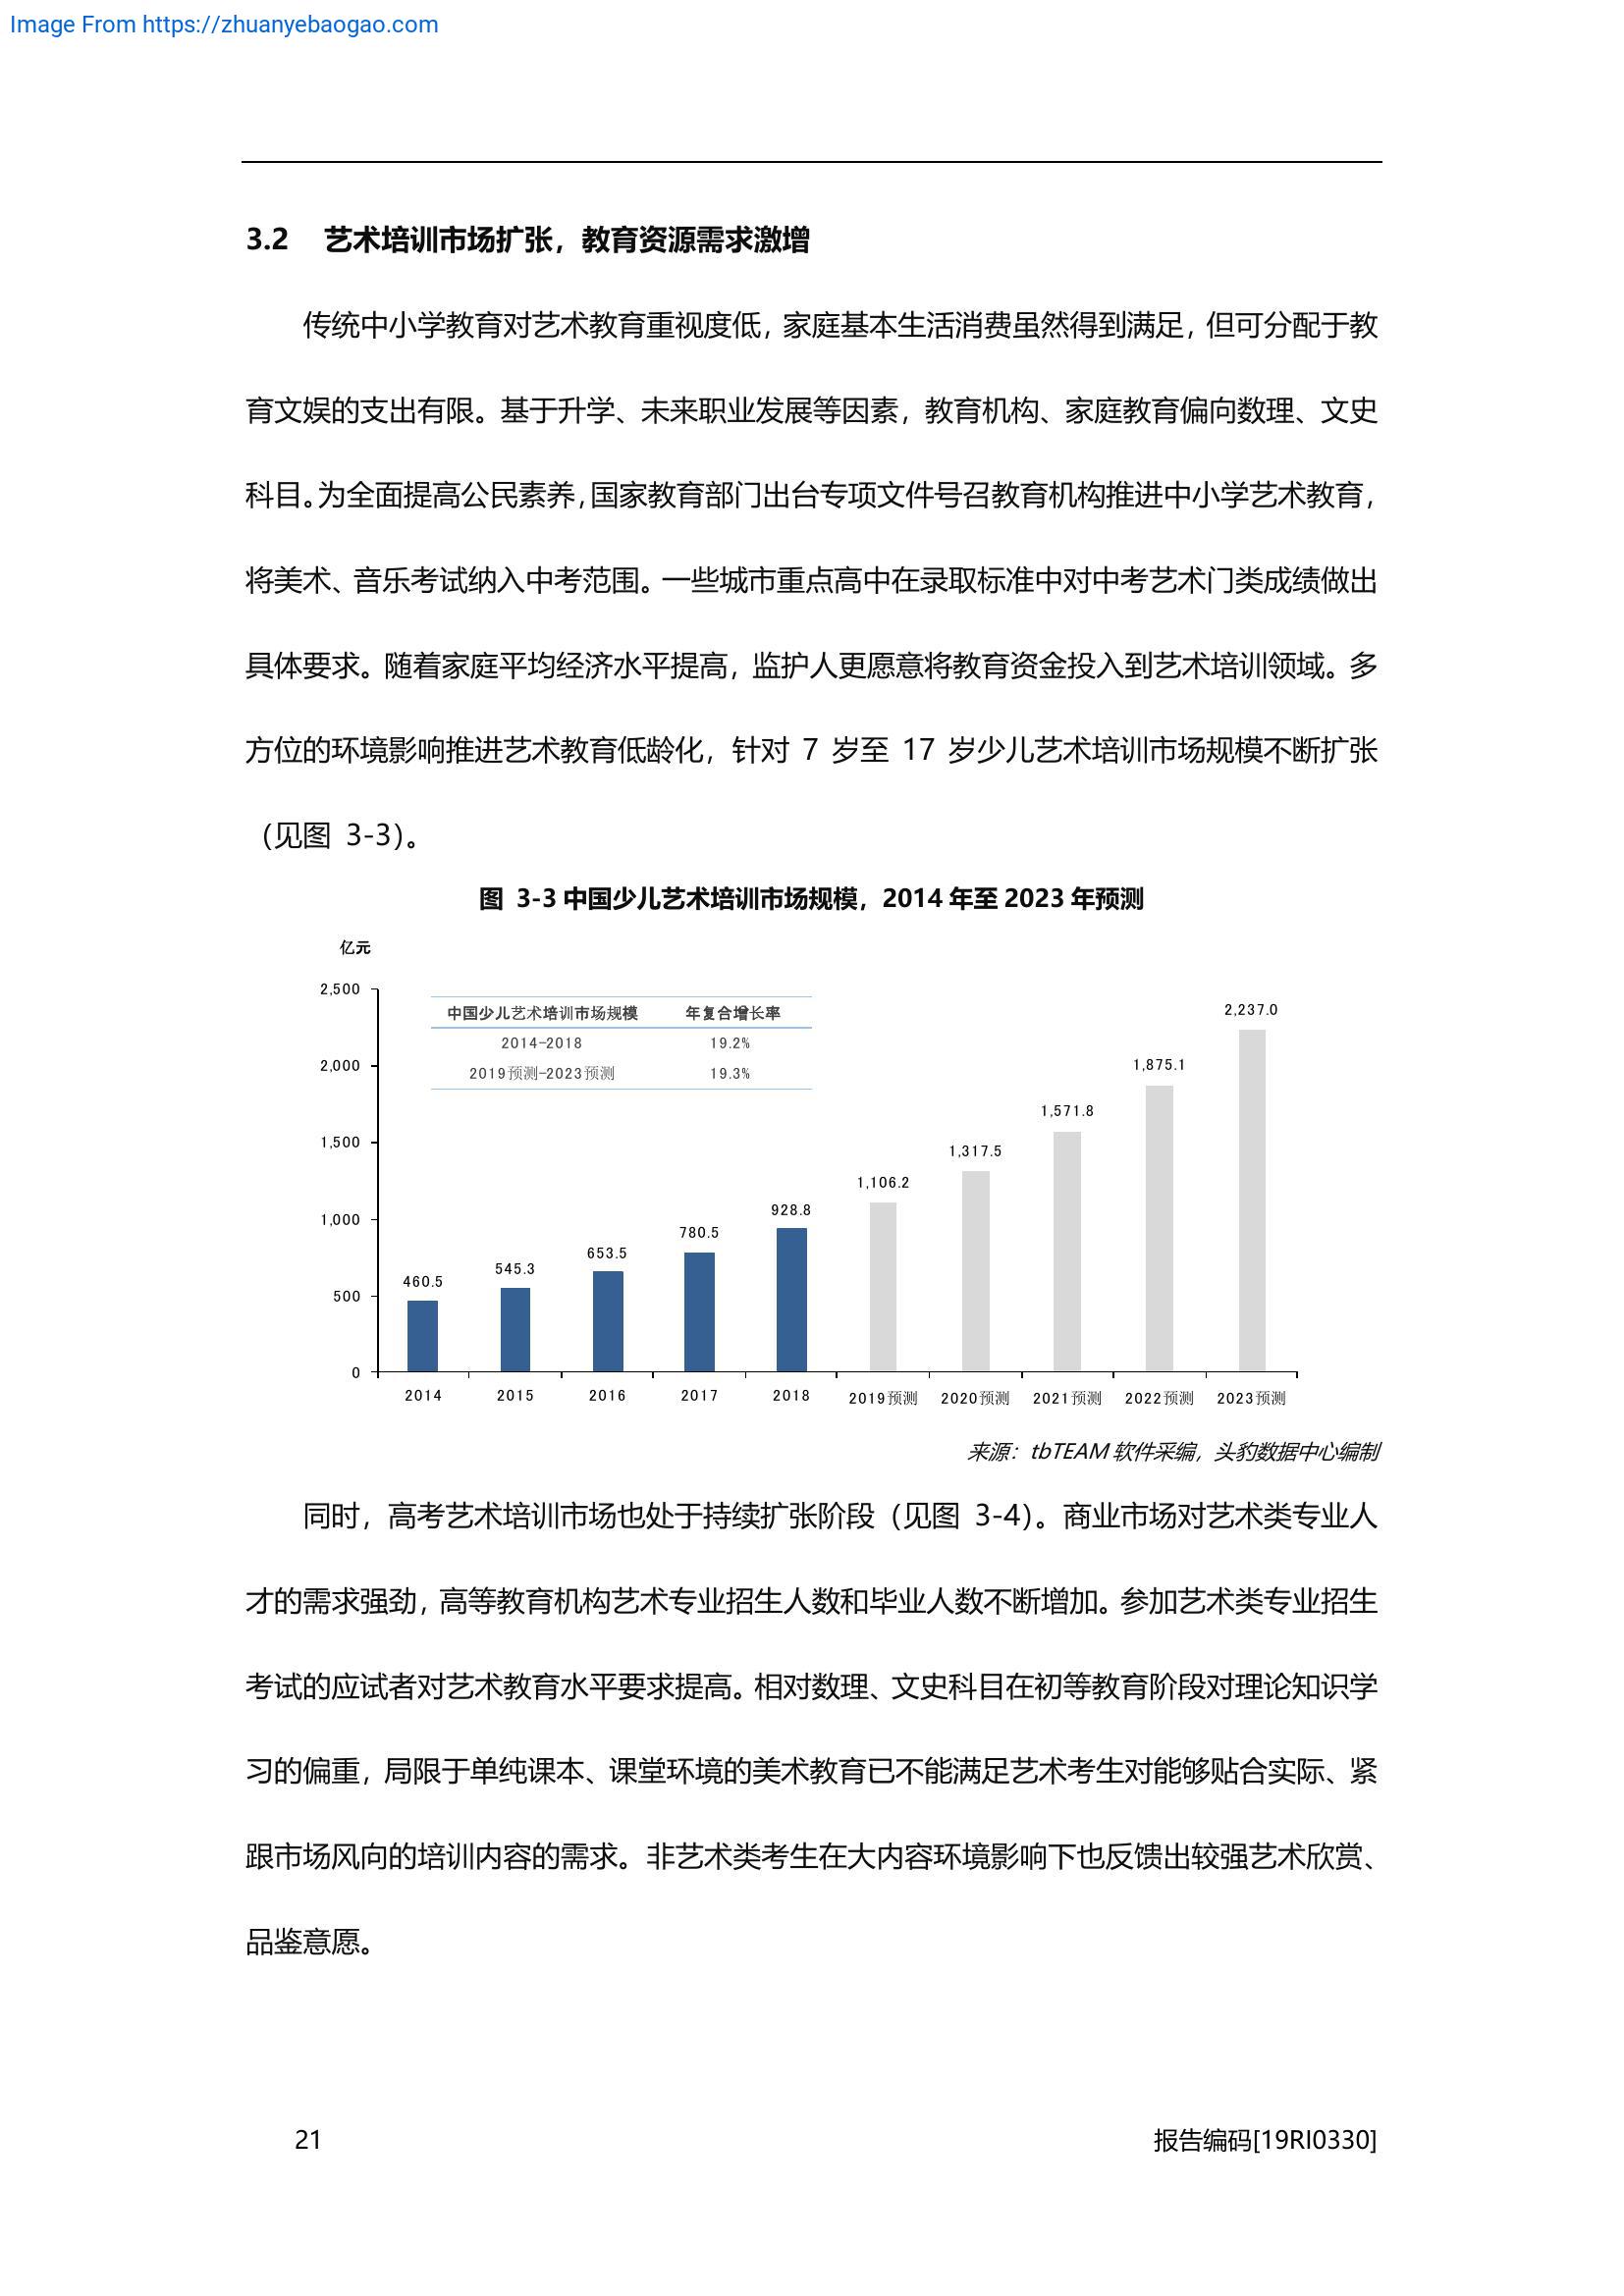 Image From https://zhuanyebaogao.com
3.2 艺术培训市场扩张，教育资源需求激增
传统中小学教育对艺术教育重视度低，家庭基本生活消费虽然得到满足，但可分配于教
育文娱的支出有限。基于升学、未来职业发展等因素，教育机构、家庭教育偏向数理、文史
科目。为全面提高公民素养，国家教育部门出台专项文件号召教育机构推进中小学艺术教育，
将美术、音乐考试纳入中考范围。一些城市重点高中在录取标准中对中考艺术门类成绩做出
具体要求。随着家庭平均经济水平提高，监护人更愿意将教育资金投入到艺术培训领域。多
方位的环境影响推进艺术教育低龄化，针对 7 岁至 17 岁少儿艺术培训市场规模不断扩张
（见图 3-3）。
图 3-3 中国少儿艺术培训市场规模，2014 年至 2023 年预测
亿元
2,500
2,000
1,500
1,000
500
0
中国少儿艺术培训市场规模 年复合增长率
2014-2018 19.2%
2019预测-2023预测 19.3%
460.5
545.3
653.5
780.5
928.8
1,106.2
1,317.5
1,571.8
1,875.1
2,237.0
2014 2015 2016 2017 2018 2019预测 2020预测 2021预测 2022预测 2023预测
来源：tbTEAM 软件采编，头豹数据中心编制
同时，高考艺术培训市场也处于持续扩张阶段（见图 3-4）。商业市场对艺术类专业人
才的需求强劲，高等教育机构艺术专业招生人数和毕业人数不断增加。参加艺术类专业招生
考试的应试者对艺术教育水平要求提高。相对数理、文史科目在初等教育阶段对理论知识学
习的偏重，局限于单纯课本、课堂环境的美术教育已不能满足艺术考生对能够贴合实际、紧
跟市场风向的培训内容的需求。非艺术类考生在大内容环境影响下也反馈出较强艺术欣赏、
品鉴意愿。
21 报告编码[19RI0330]